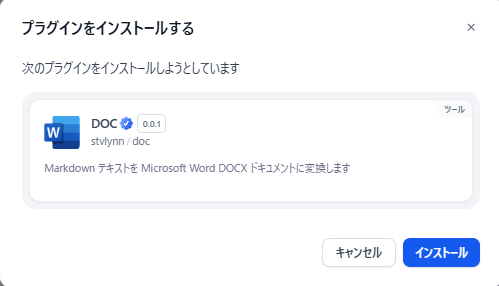 プラグインをインストールする
×
次のプラグインをインストールしようとしています
ツール
W
DOC 0.0.1
stvlynn / doc
Markdown テキストを Microsoft Word DOCX ドキュメントに変換します
キャンセル インストール